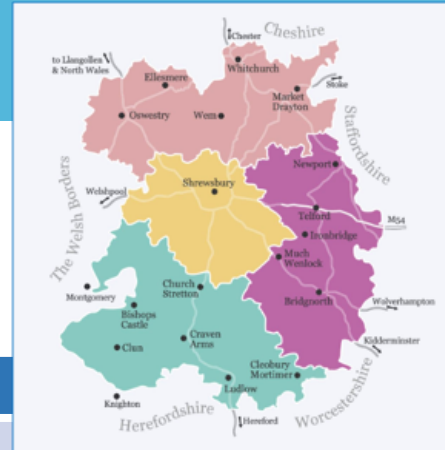 Cheshire
Chester
to Llangollen
& North Wales
Whitchurch
Ellesmere
Stoke
Market
Drayton
Oswestry
Wem
Staffordshire
Newport
The Welsh Borders
Shrewsbury
Welshpool
Telford
M54
Ironbridge
Much
Wenlock
Church
Stretton
Montgomery
Bridgnorth
Bishops
Castle
Wolverhampton
Craven
Arms
Clun
Kidderminster
Cleobury
Mortimer
Ludlow
Knighton
Herefordshire
Hereford
Worcestershire